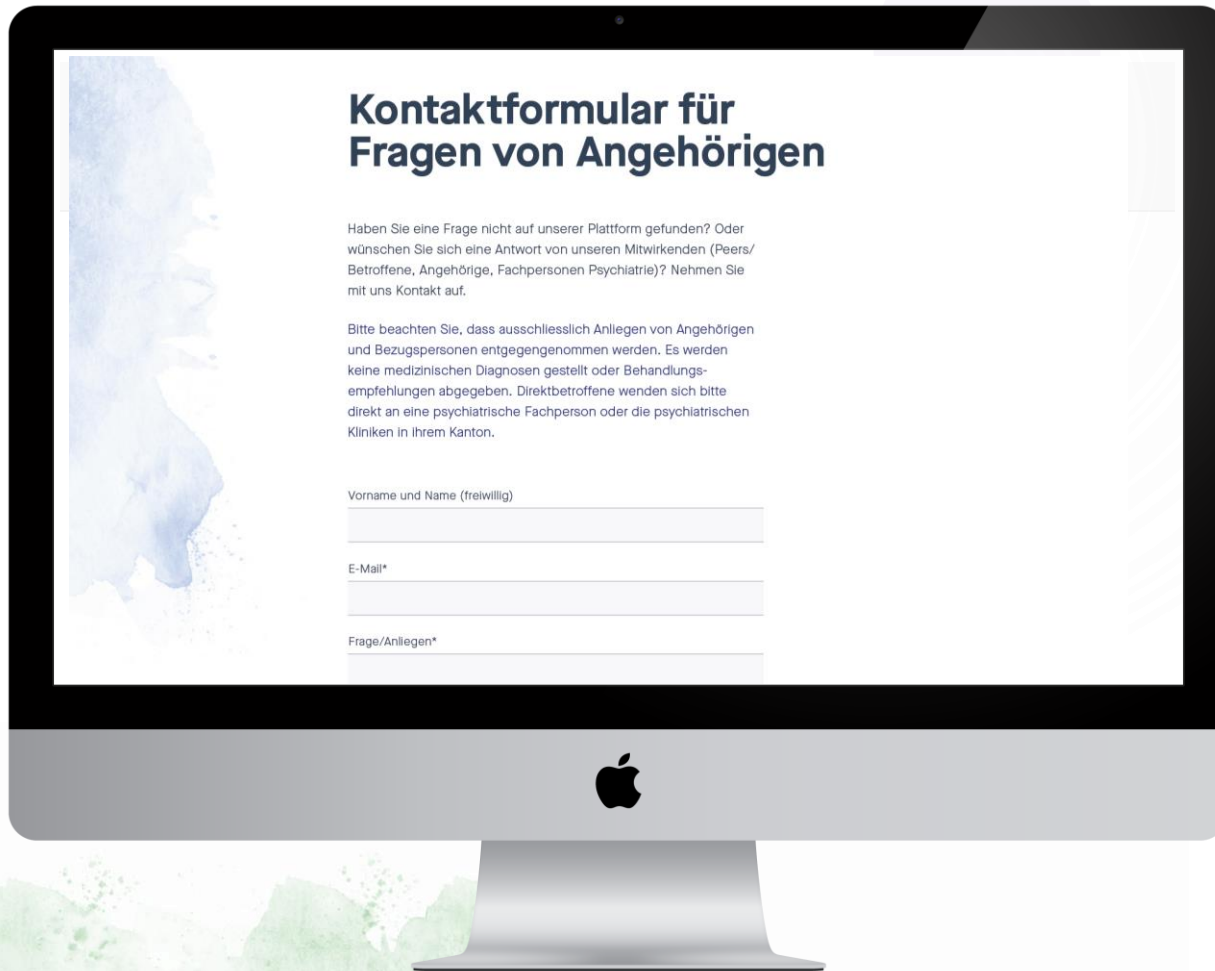 Kontaktformular für
Fragen von Angehörigen
Haben Sie eine Frage nicht auf unserer Plattform gefunden? Oder
wünschen Sie sich eine Antwort von unseren Mitwirkenden (Peers/
Betroffene, Angehörige, Fachpersonen Psychiatrie)? Nehmen Sie
mit uns Kontakt auf.
Bitte beachten Sie, dass ausschliesslich Anliegen von Angehörigen
und Bezugspersonen entgegengenommen werden. Es werden
keine medizinischen Diagnosen gestellt oder Behandlungs-
empfehlungen abgegeben. Direktbetroffene wenden sich bitte
direkt an eine psychiatrische Fachperson oder die psychiatrischen
Kliniken in ihrem Kanton.
Vorname und Name (freiwillig)
E-Mail*
Frage/Anliegen*